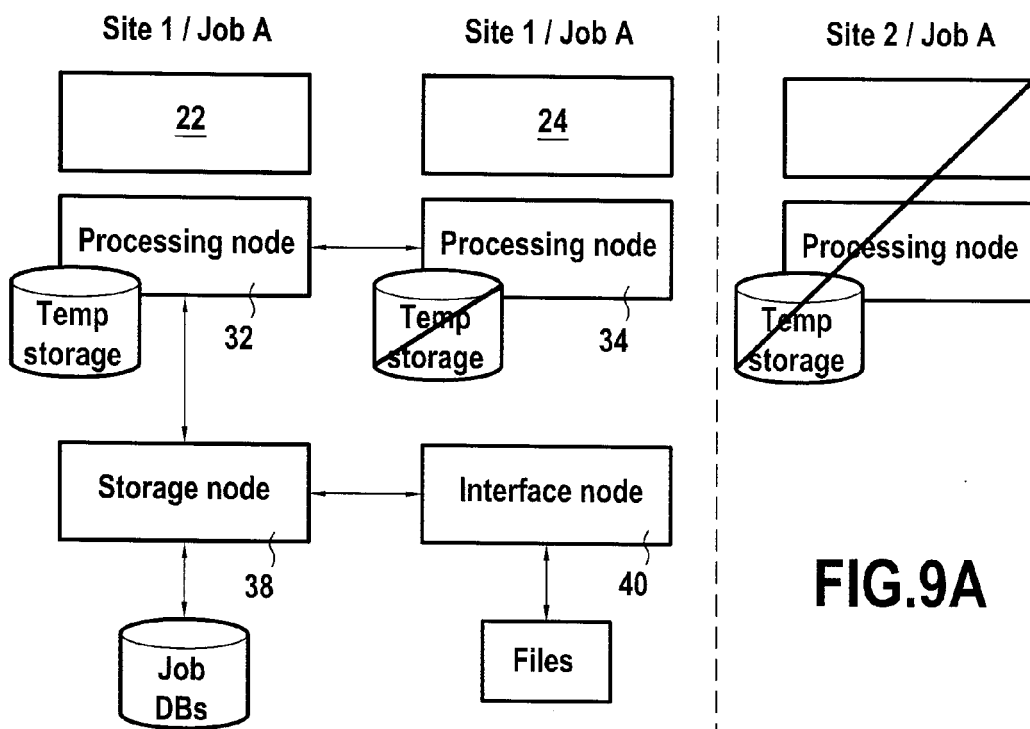 Site 1 / Job A
Site 1 / Job A
Site 2 / Job A
22
24
Processing node
Processing node
Processing node
Temp
storage
32
Temp
storage
34
Temp
storage
Storage node
Interface node
38
40
FIG.9A
Job
DBs
Files